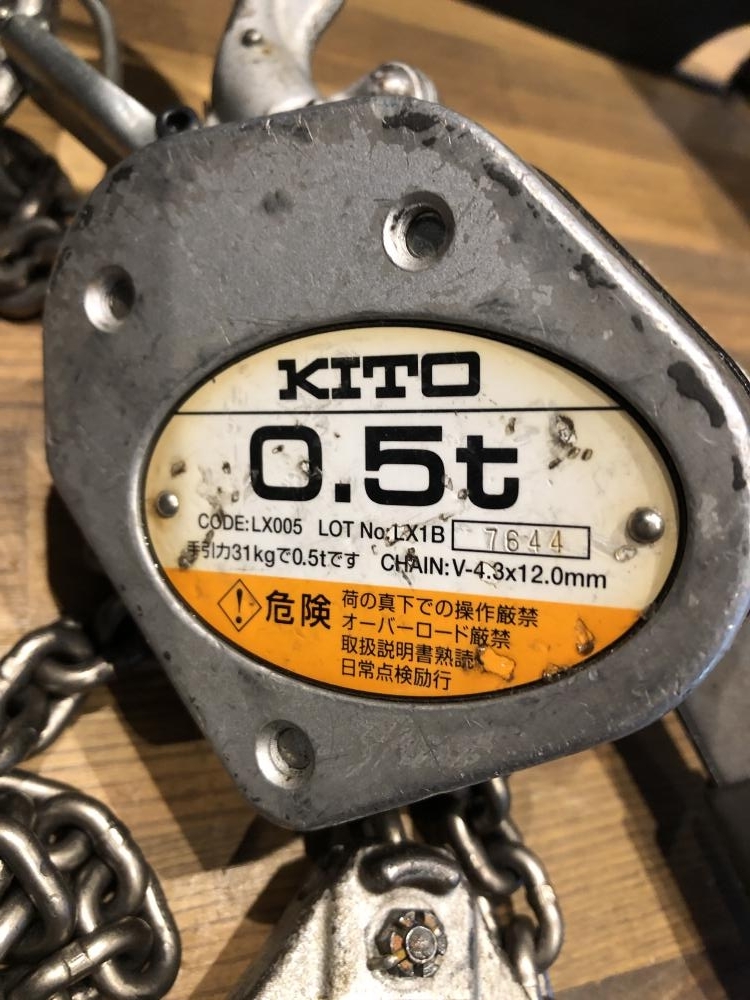 KITO
0.5t
CODE:LX005 LOT No:LX1B 7644
手引力31kgで0.5tです CHAIN:V-4.3x12.0mm
危険
荷の真下での操作厳禁
オーバーロード厳禁
取扱説明書熟読
日常点検励行